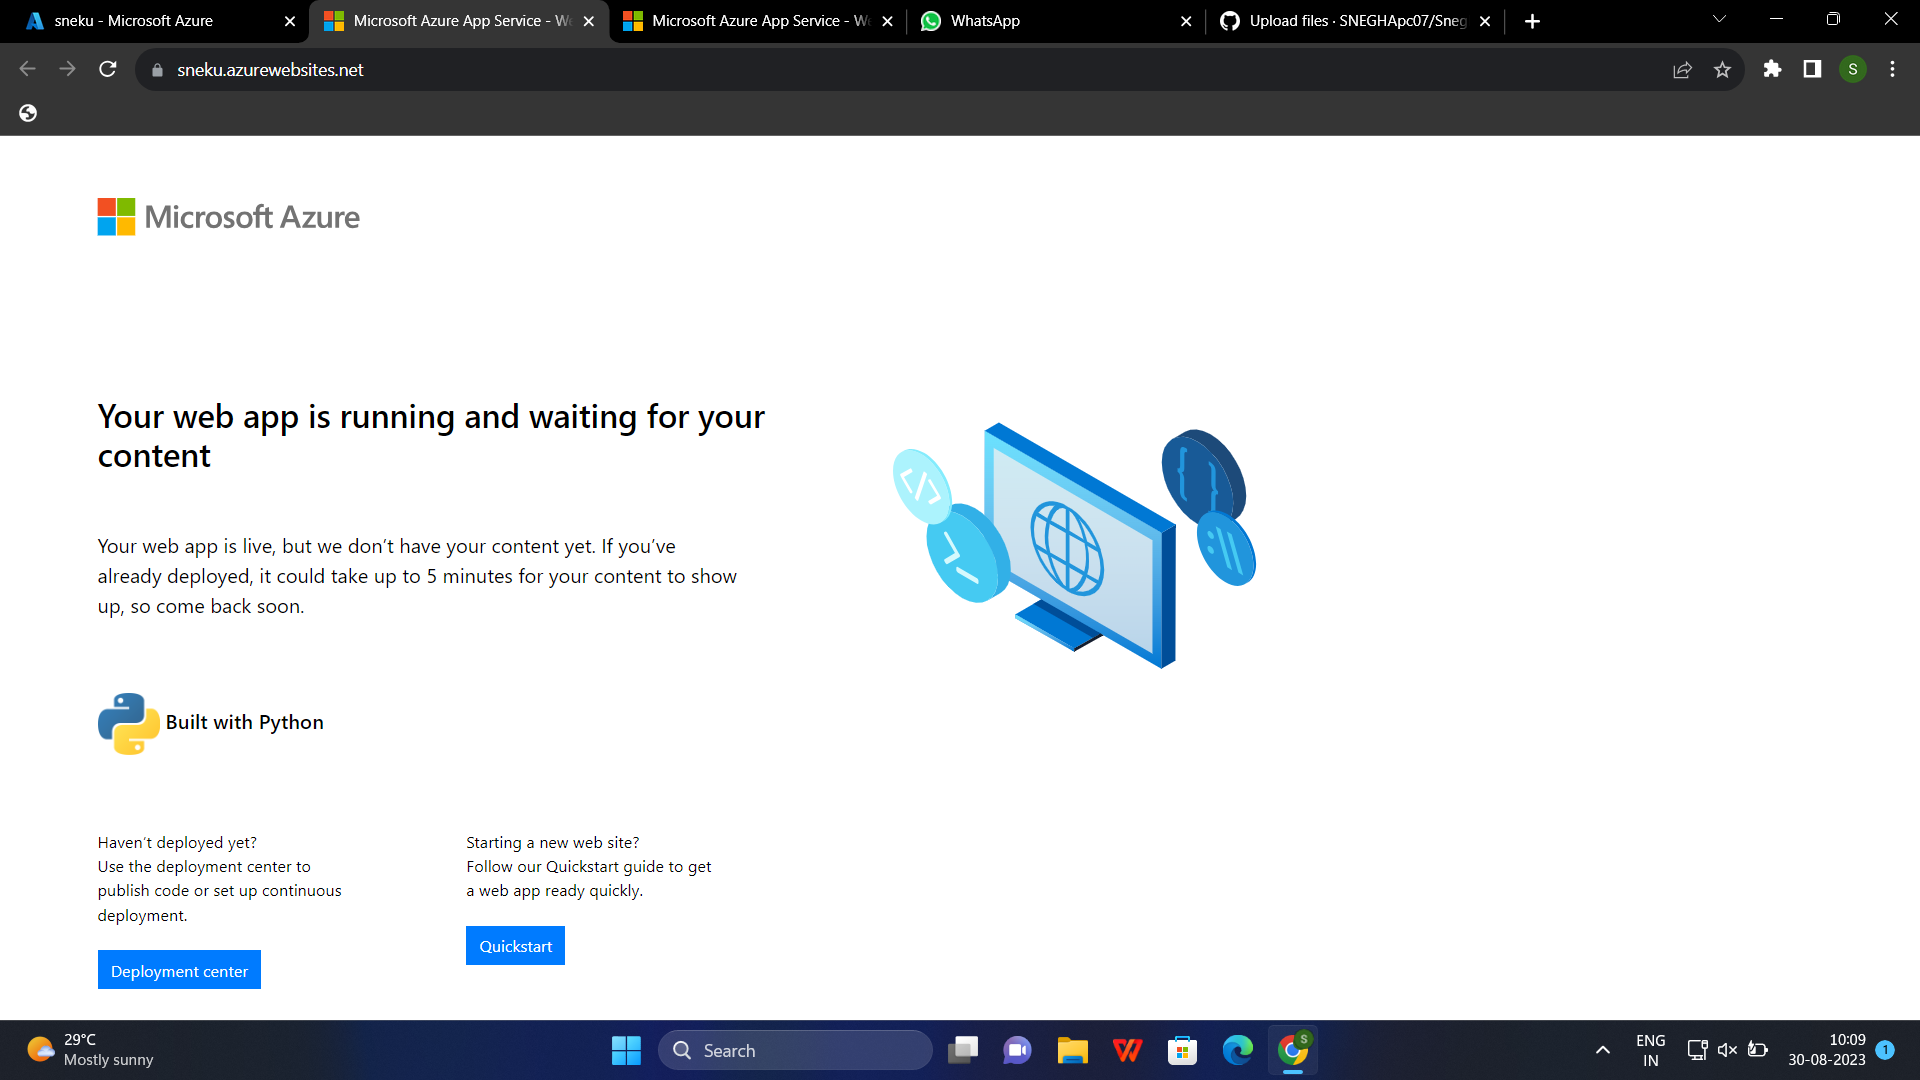 sneku - Microsoft Azure
Microsoft Azure App Service - We
Microsoft Azure App Service - We
WhatsApp
Upload files · SNEGHApc07/Sneg
sneku.azurewebsites.net
S
Microsoft Azure
Your web app is running and waiting for your
content
Your web app is live, but we don't have your content yet. If you've
already deployed, it could take up to 5 minutes for your content to show
up, so come back soon.
Built with Python
Haven't deployed yet?
Use the deployment center to
publish code or set up continuous
deployment.
Deployment center
Starting a new web site?
Follow our Quickstart guide to get
a web app ready quickly.
Quickstart
29°C
Mostly sunny
Search
S
ENG
IN
10:09
30-08-2023
1